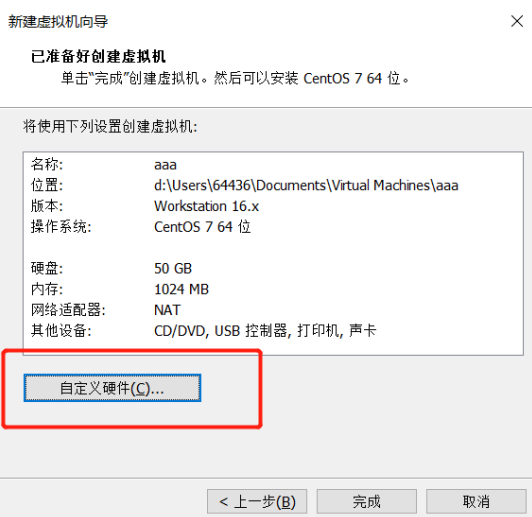 新建虚拟机向导
已准备好创建虚拟机
单击“完成”创建虚拟机。然后可以安装 CentOS 7 64 位。
将使用下列设置创建虚拟机:
名称: aaa
位置: d:\Users\64436\Documents\Virtual Machines\aaa
版本: Workstation 16.x
操作系统: CentOS 7 64 位
硬盘: 50 GB
内存: 1024 MB
网络适配器: NAT
其他设备: CD/DVD, USB 控制器, 打印机, 声卡
自定义硬件(C)...
< 上一步(B) 完成 取消